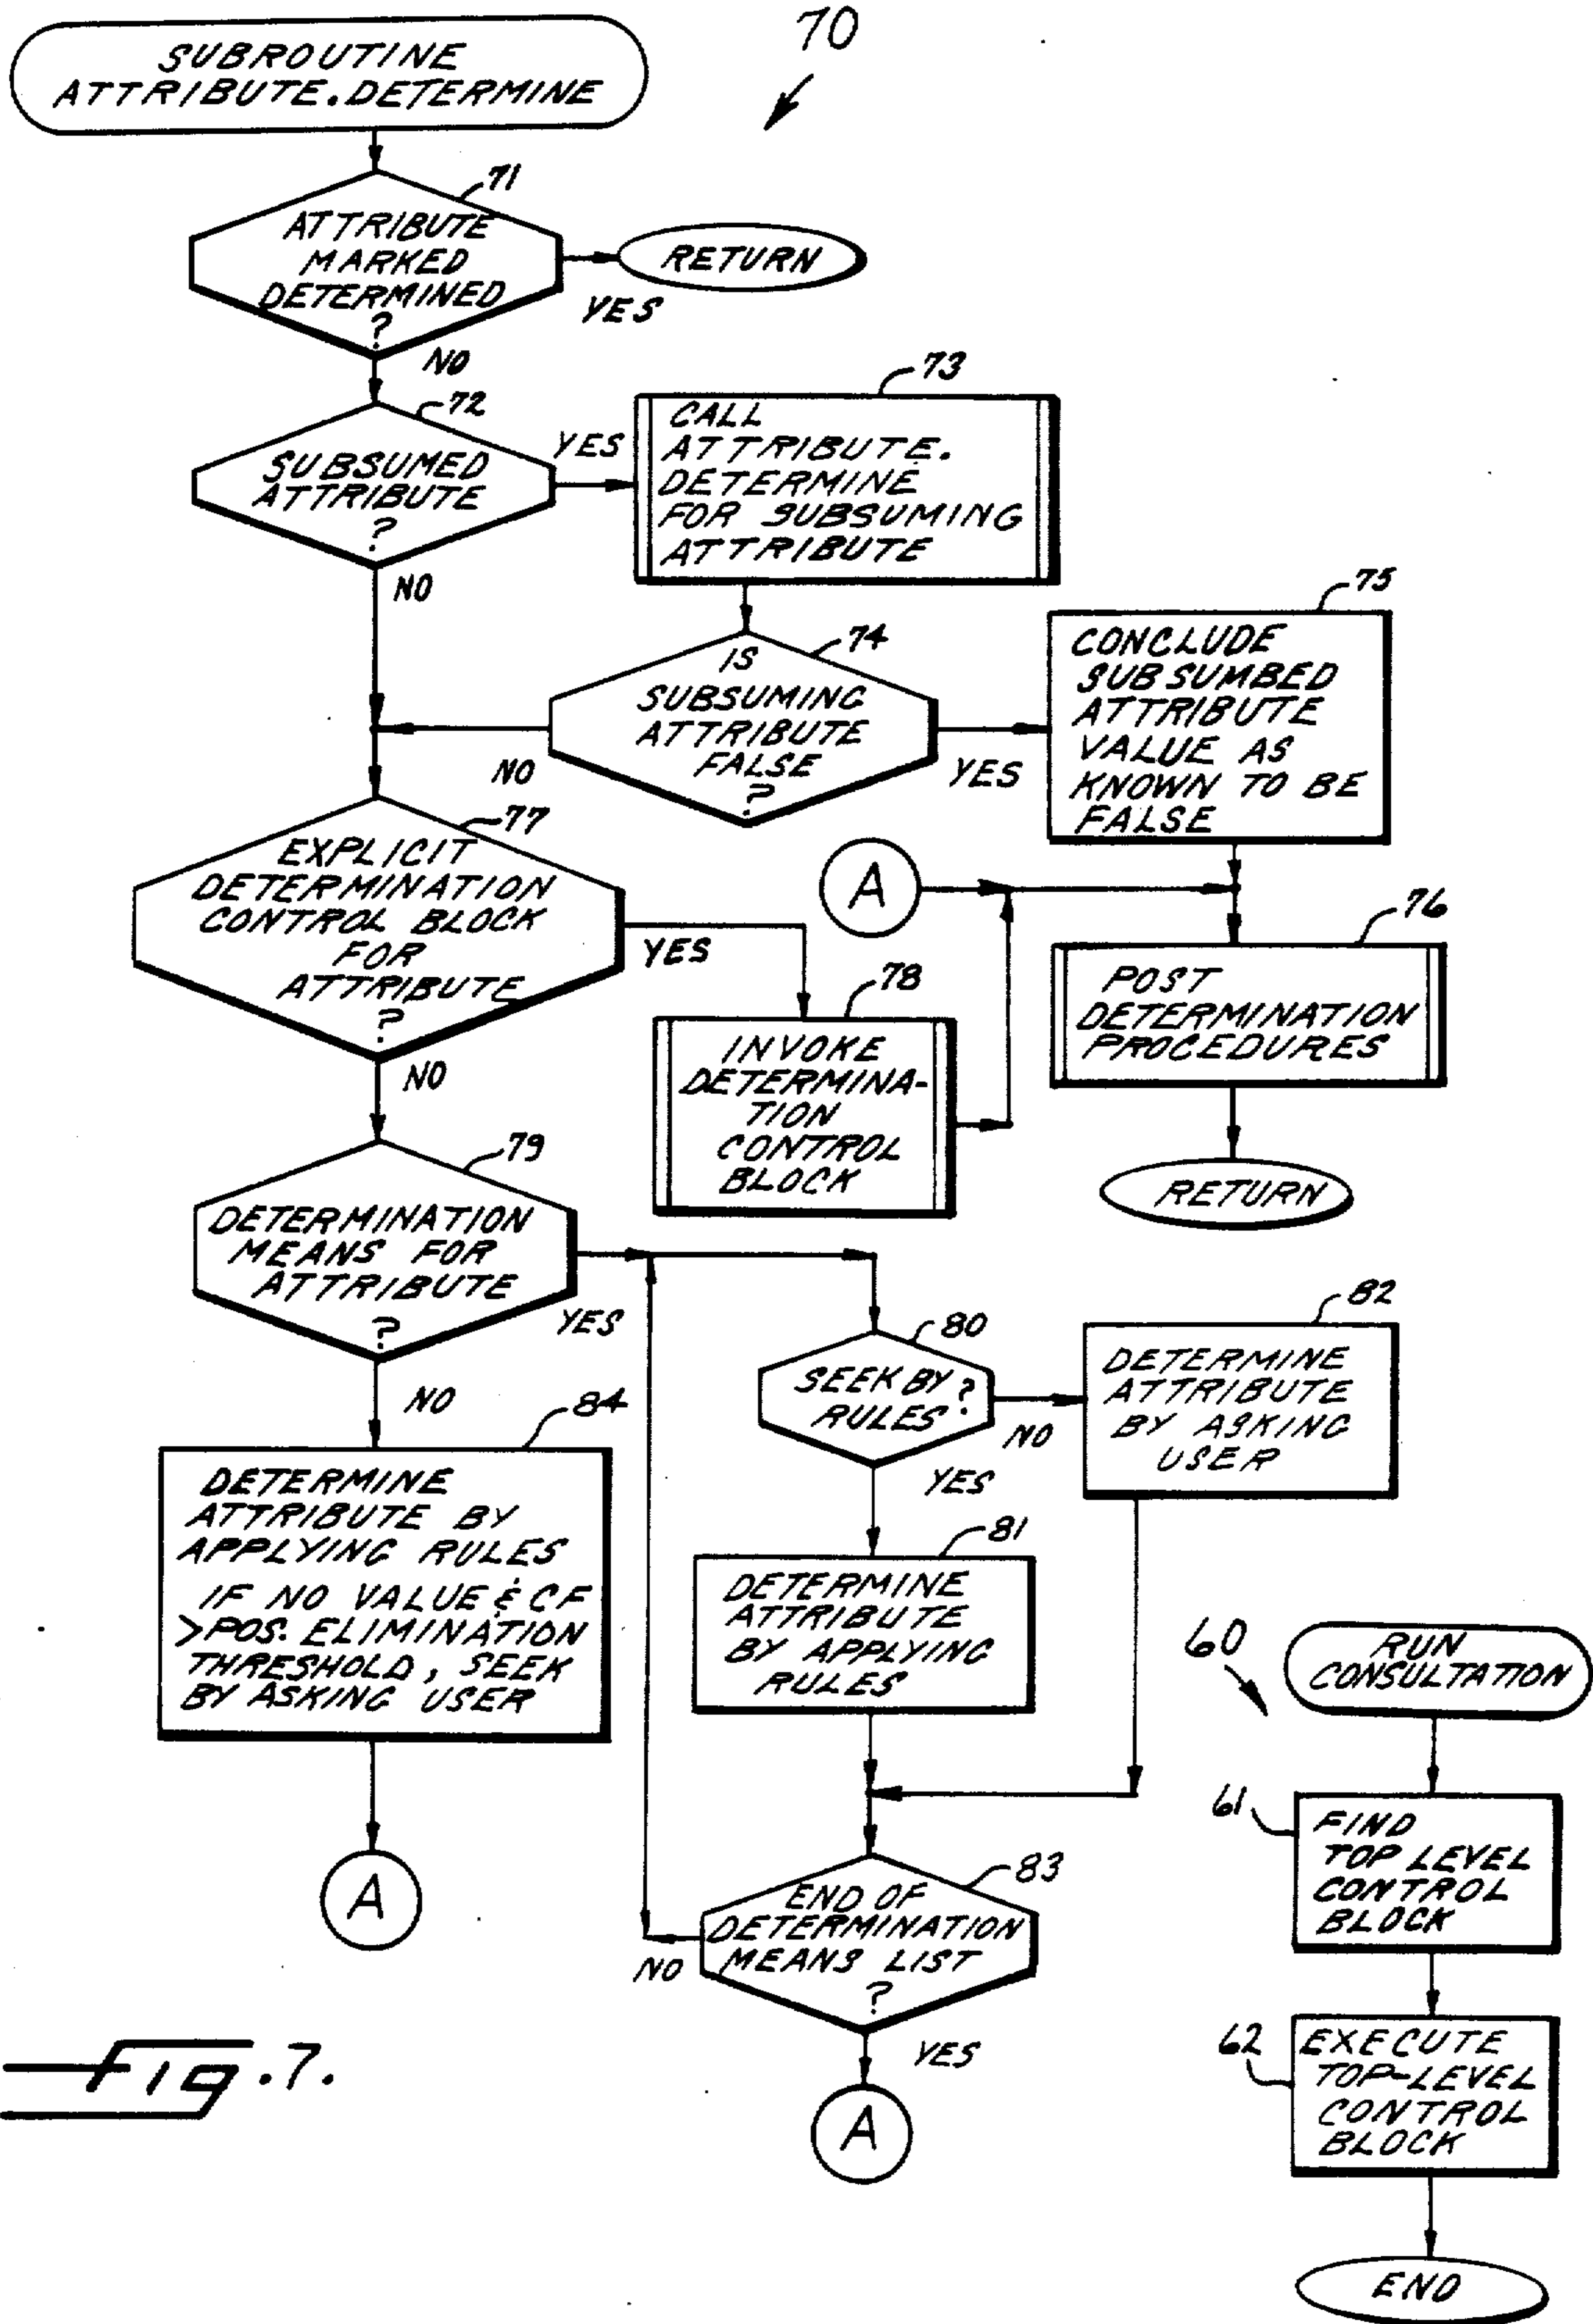 70
SUBROUTINE
ATTRIBUTE.DETERMINE
71
ATTRIBUTE
MARKED
DETERMINED
?
RETURN
YES
NO
72
SUBSUMED
ATTRIBUTE
?
YES
NO
73
CALL
ATTRIBUTE.
DETERMINE
FOR SUBSUMING
ATTRIBUTE
74
IS
SUBSUMING
ATTRIBUTE
FALSE
?
NO
YES
75
CONCLUDE
SUBSUMBED
ATTRIBUTE
VALUE AS
KNOWN TO BE
FALSE
77
EXPLICIT
DETERMINATION
CONTROL BLOCK
FOR
ATTRIBUTE
?
YES
NO
A
76
POST
DETERMINATION
PROCEDURES
RETURN
78
INVOKE
DETERMINA-
TION
CONTROL
BLOCK
79
DETERMINATION
MEANS FOR
ATTRIBUTE
?
YES
NO
80
SEEK BY ?
RULES
NO
YES
82
DETERMINE
ATTRIBUTE
BY ASKING
USER
84
DETERMINE
ATTRIBUTE BY
APPLYING RULES
IF NO VALUE & CF
>POS. ELIMINATION
THRESHOLD, SEEK
BY ASKING USER
A
81
DETERMINE
ATTRIBUTE
BY APPLYING
RULES
83
END OF
DETERMINATION
MEANS LIST
?
NO
YES
A
60
RUN
CONSULTATION
61
FIND
TOP LEVEL
CONTROL
BLOCK
62
EXECUTE
TOP-LEVEL
CONTROL
BLOCK
END
Fig.7.